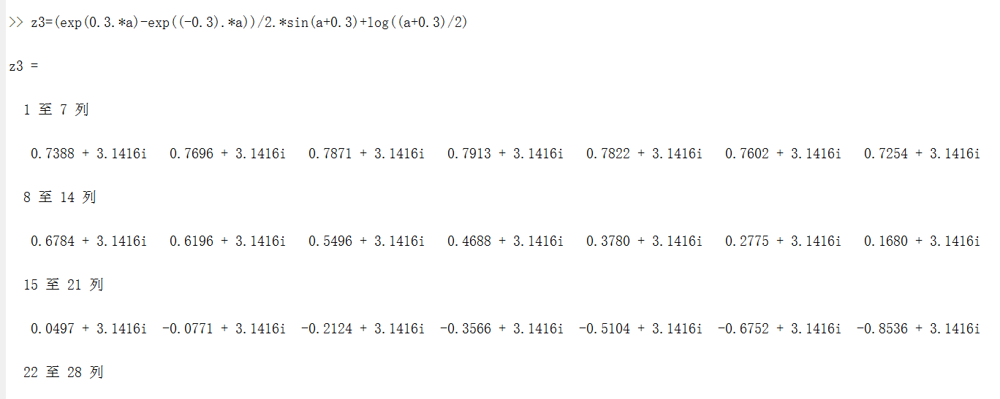 >> z3=(exp(0.3.*a)-exp((-0.3).*a))/2.*sin(a+0.3)+log((a+0.3)/2)
z3 =
1 至 7 列
0.7388 + 3.1416i 0.7696 + 3.1416i 0.7871 + 3.1416i 0.7913 + 3.1416i 0.7822 + 3.1416i 0.7602 + 3.1416i 0.7254 + 3.1416i
8 至 14 列
0.6784 + 3.1416i 0.6196 + 3.1416i 0.5496 + 3.1416i 0.4688 + 3.1416i 0.3780 + 3.1416i 0.2775 + 3.1416i 0.1680 + 3.1416i
15 至 21 列
0.0497 + 3.1416i -0.0771 + 3.1416i -0.2124 + 3.1416i -0.3566 + 3.1416i -0.5104 + 3.1416i -0.6752 + 3.1416i -0.8536 + 3.1416i
22 至 28 列